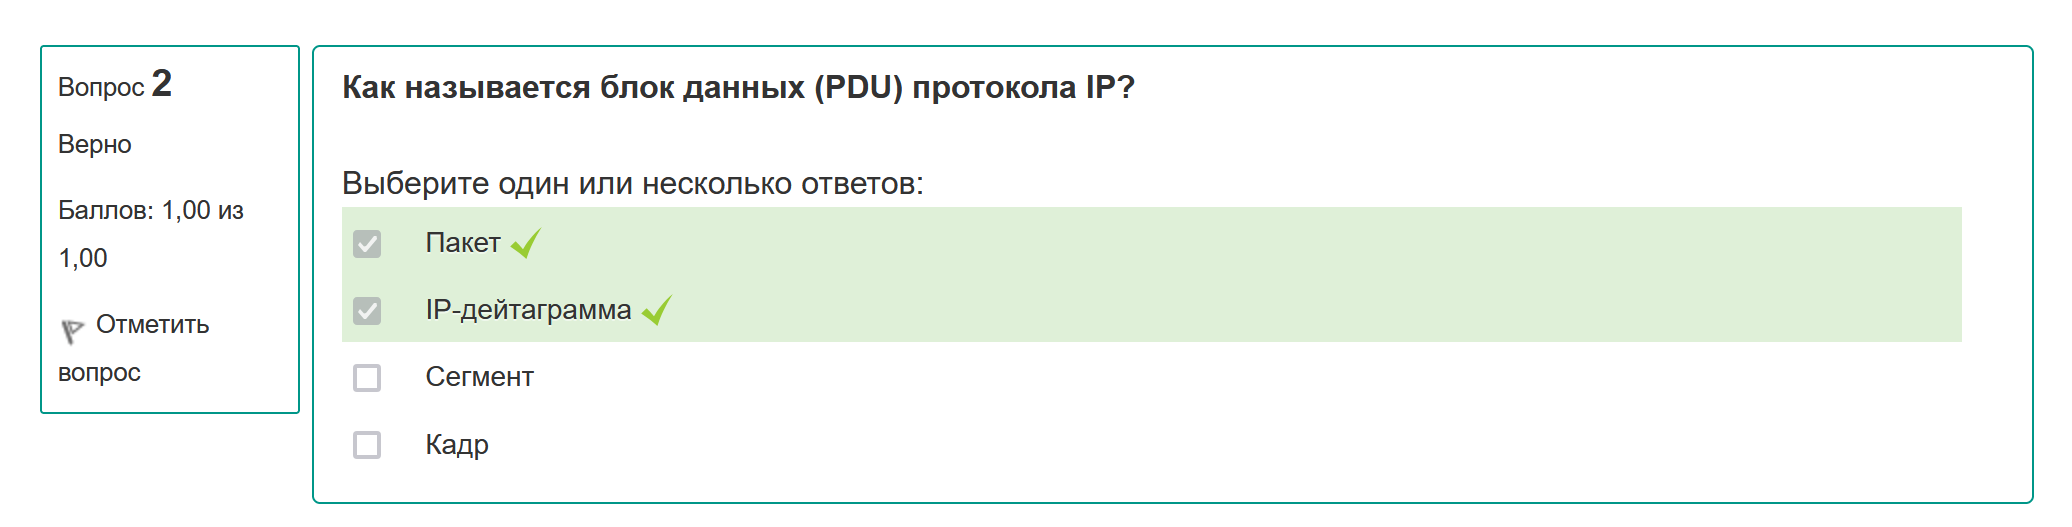 Вопрос 2
Верно
Баллов: 1,00 из
1,00
Отметить
вопрос
Как называется блок данных (PDU) протокола IP?
Выберите один или несколько ответов:
Пакет
IP-дейтаграмма
Сегмент
Кадр